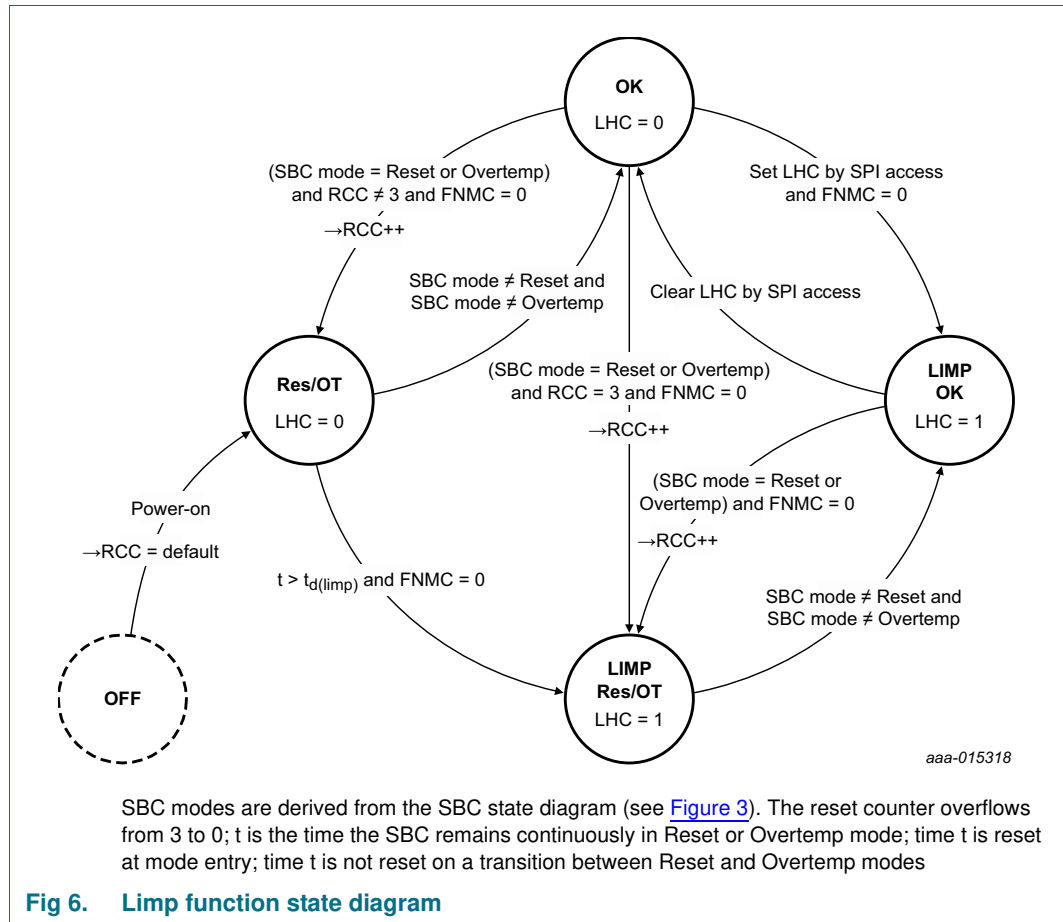 OK
LHC = 0
(SBC mode = Reset or Overtemp)
and RCC ≠ 3 and FNMC = 0
→RCC++
Set LHC by SPI access
and FNMC = 0
SBC mode ≠ Reset and
SBC mode ≠ Overtemp
Clear LHC by SPI access
Res/OT
LHC = 0
(SBC mode = Reset or Overtemp)
and RCC = 3 and FNMC = 0
→RCC++
LIMP
OK
LHC = 1
(SBC mode = Reset or
Overtemp) and FNMC = 0
→RCC++
Power-on
→RCC = default
t > td(limp) and FNMC = 0
SBC mode ≠ Reset and
SBC mode ≠ Overtemp
OFF
LIMP
Res/OT
LHC = 1
aaa-015318
SBC modes are derived from the SBC state diagram (see Figure 3). The reset counter overflows
from 3 to 0; t is the time the SBC remains continuously in Reset or Overtemp mode; time t is reset
at mode entry; time t is not reset on a transition between Reset and Overtemp modes
Fig 6. Limp function state diagram